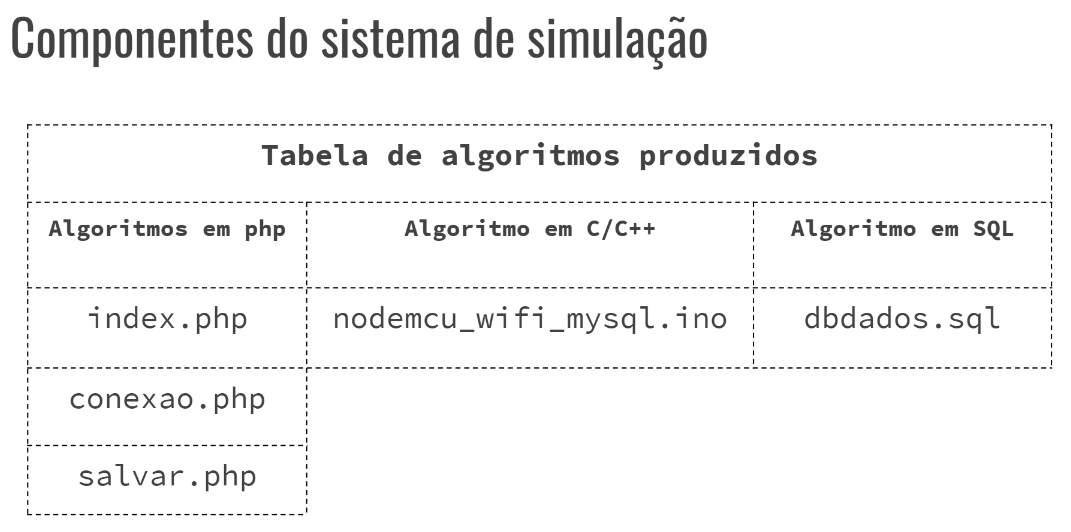 Componentes do sistema de simulação
Tabela de algoritmos produzidos
Algoritmos em php
Algoritmo em C/C++
Algoritmo em SQL
index.php
nodemcu_wifi_mysql.ino
dbdados.sql
conexao.php
salvar.php